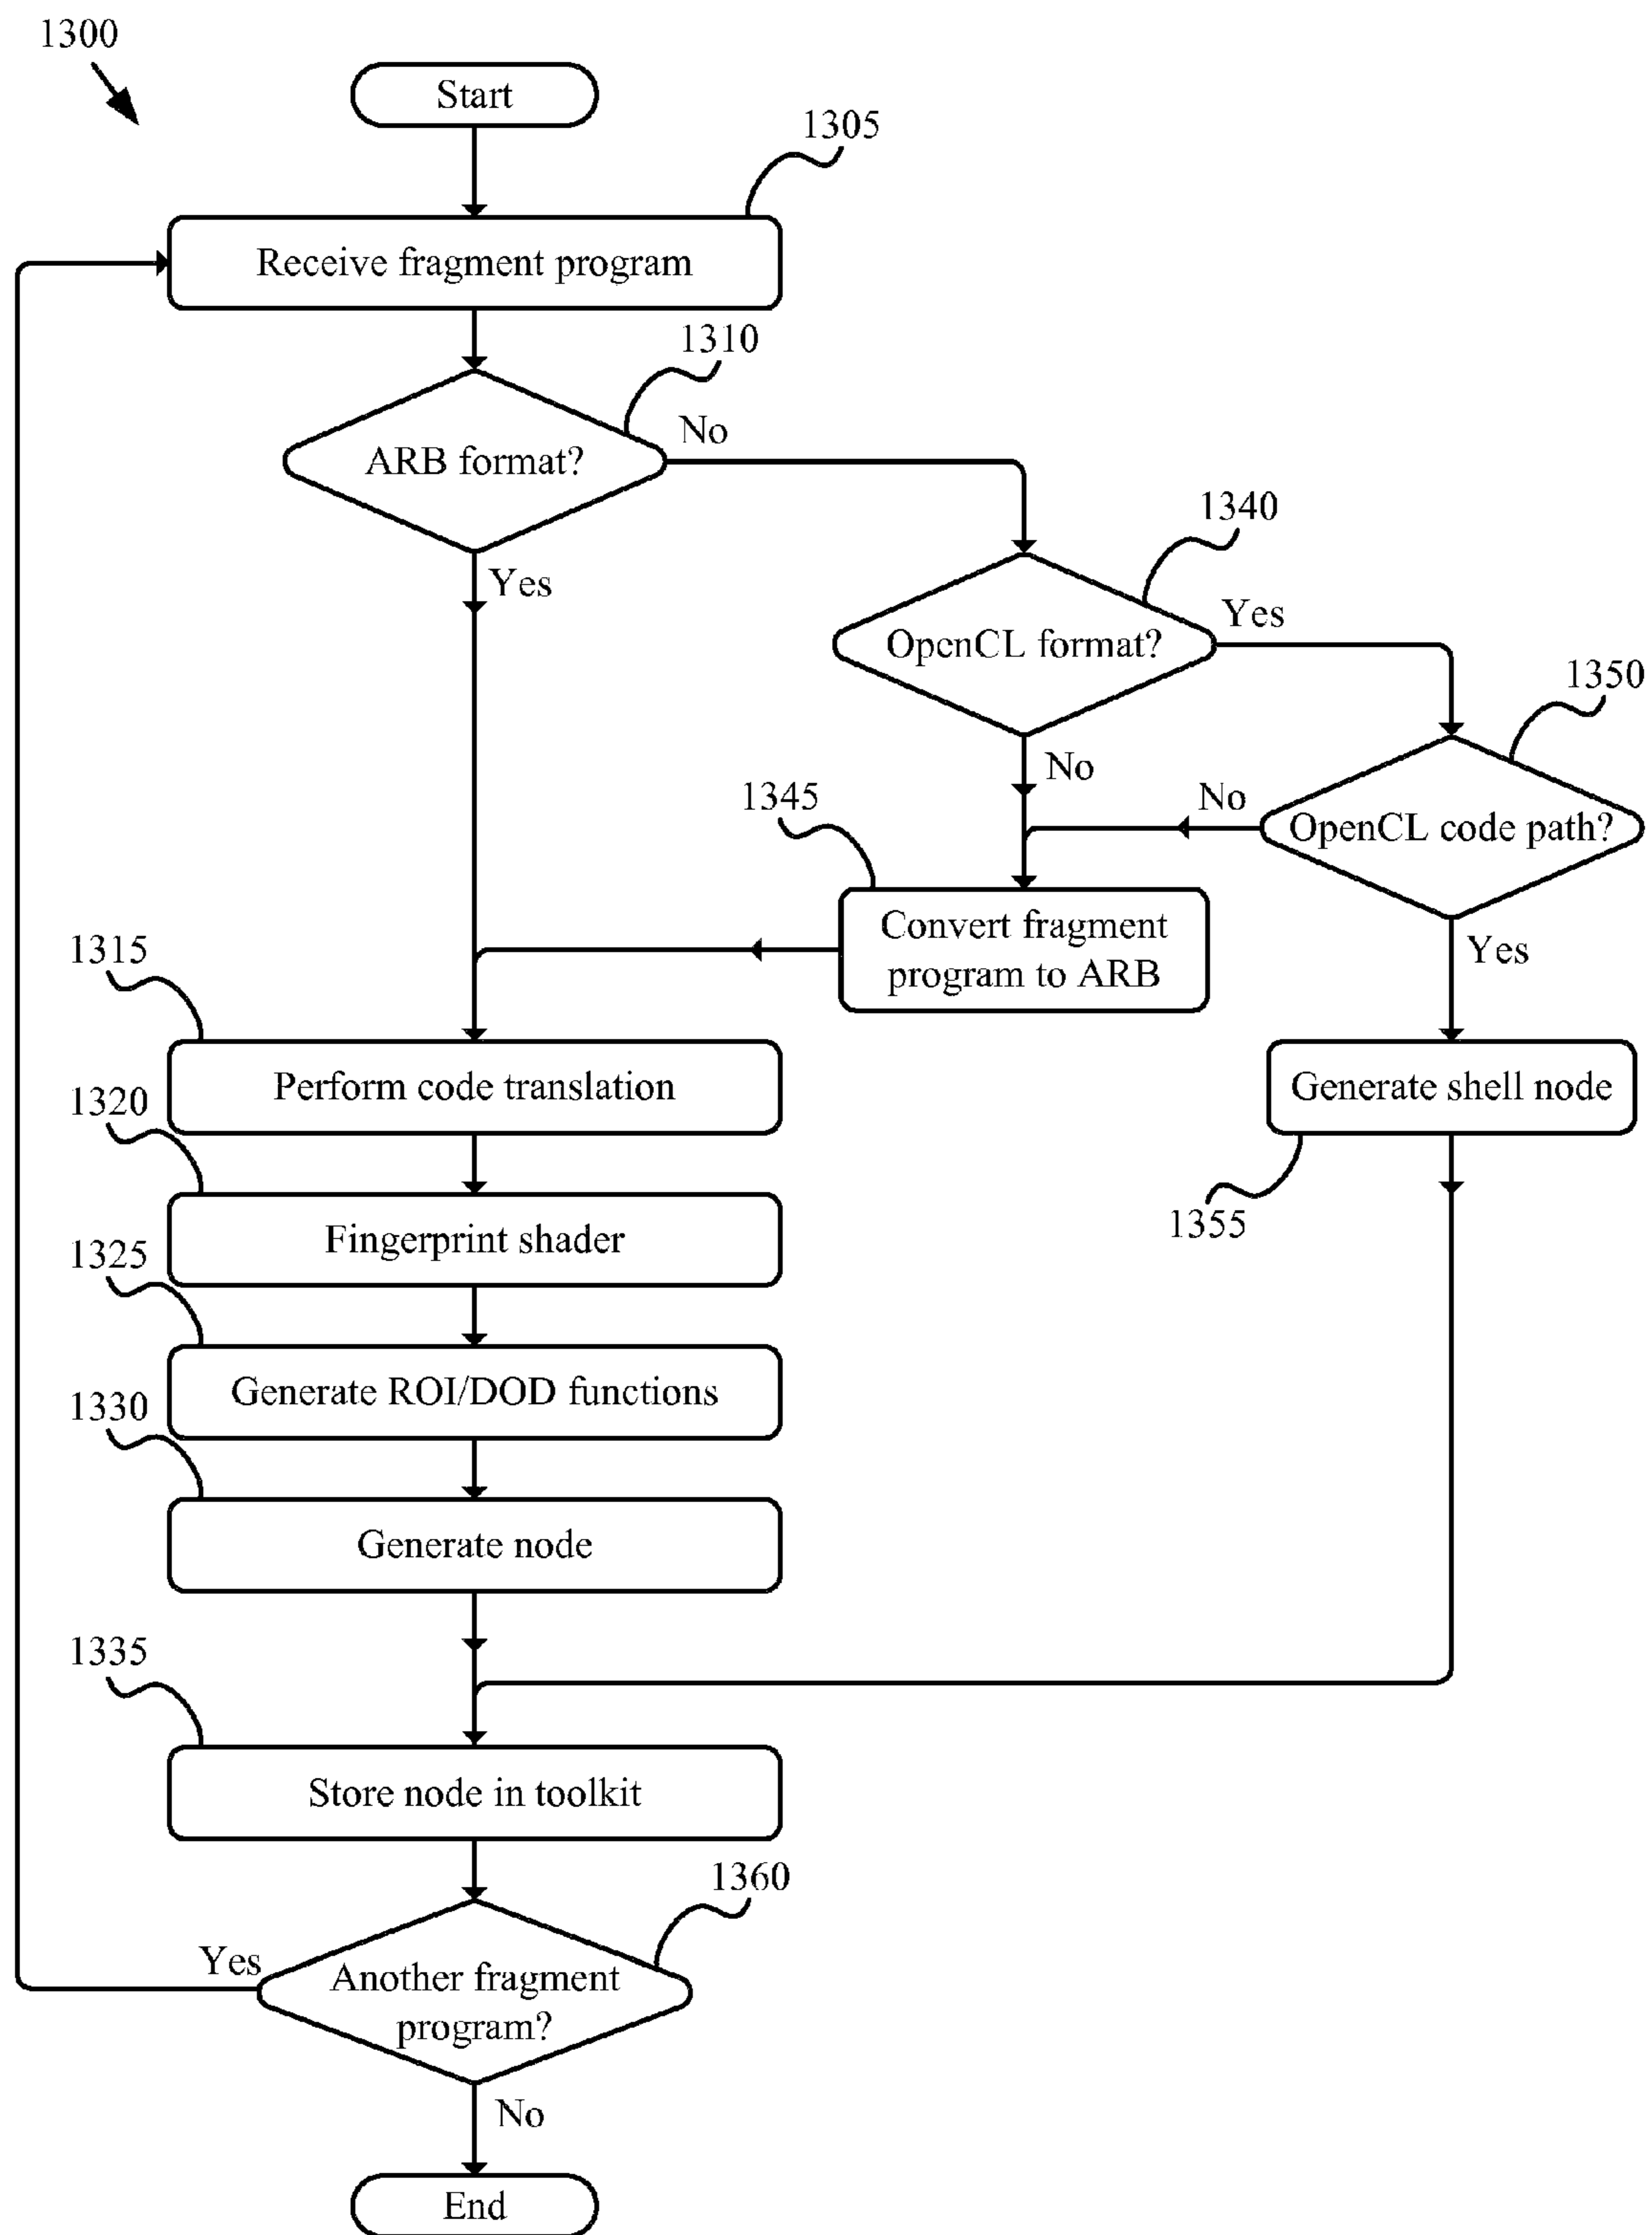 1300
Start
1305
Receive fragment program
1310
ARB format?
No
Yes
1340
OpenCL format?
Yes
No
1350
OpenCL code path?
No
Yes
1345
Convert fragment
program to ARB
1315
Perform code translation
Generate shell node
1355
1320
Fingerprint shader
1325
Generate ROI/DOD functions
1330
Generate node
1335
Store node in toolkit
1360
Another fragment
program?
Yes
No
End